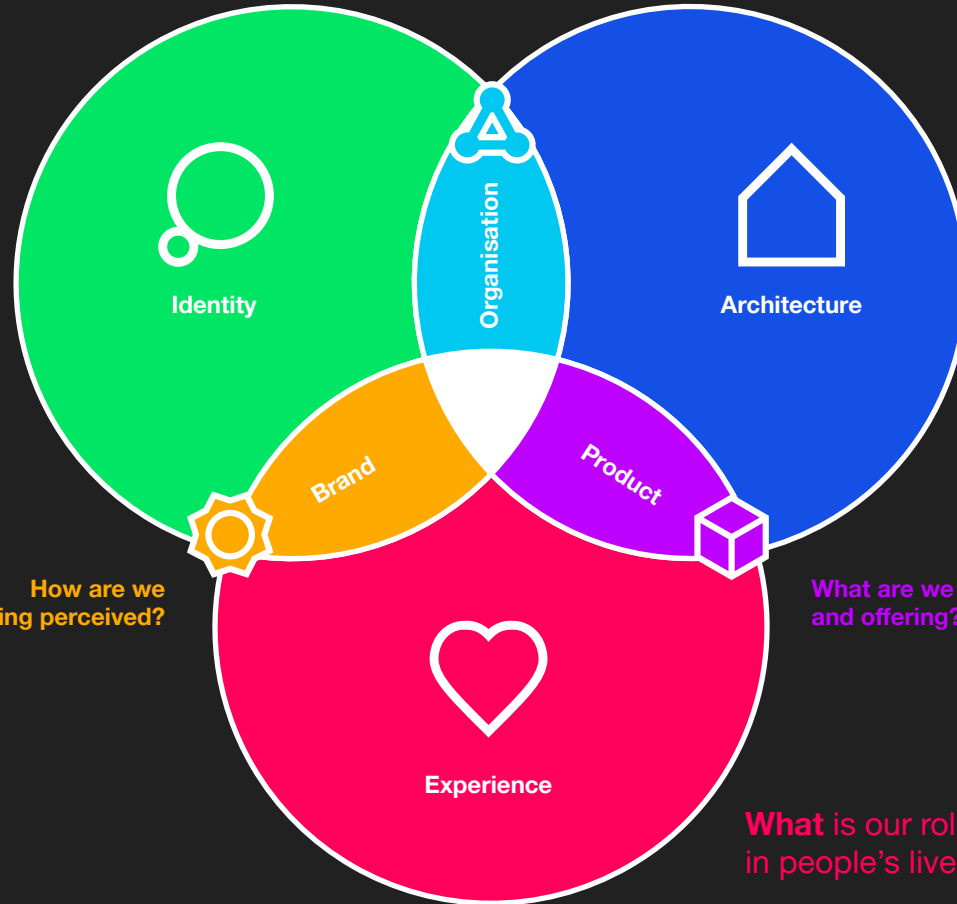 Identity
Organisation
Architecture
Brand
Product
How are we
ing perceived?
What are we
and offering?
Experience
What is our rol
in people's live